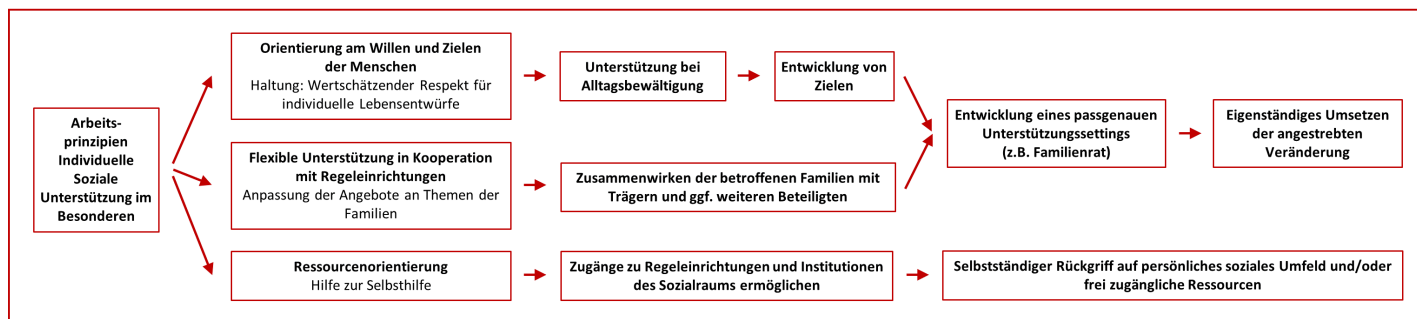 Arbeits-
prinzipien
Individuelle
Soziale
Unterstützung im
Besonderen
Orientierung am Willen und Zielen
der Menschen
Haltung: Wertschätzender Respekt für
individuelle Lebensentwürfe
Unterstützung bei
Alltagsbewältigung
Entwicklung von
Zielen
Flexible Unterstützung in Kooperation
mit Regeleinrichtungen
Anpassung der Angebote an Themen der
Familien
Zusammenwirken der betroffenen Familien mit
Trägern und ggf. weiteren Beteiligten
Entwicklung eines passgenauen
Unterstützungssettings
(z.B. Familienrat)
Eigenständiges Umsetzen
der angestrebten
Veränderung
Ressourcenorientierung
Hilfe zur Selbsthilfe
Zugänge zu Regeleinrichtungen und Institutionen
des Sozialraums ermöglichen
Selbstständiger Rückgriff auf persönliches soziales Umfeld und/oder
frei zugängliche Ressourcen